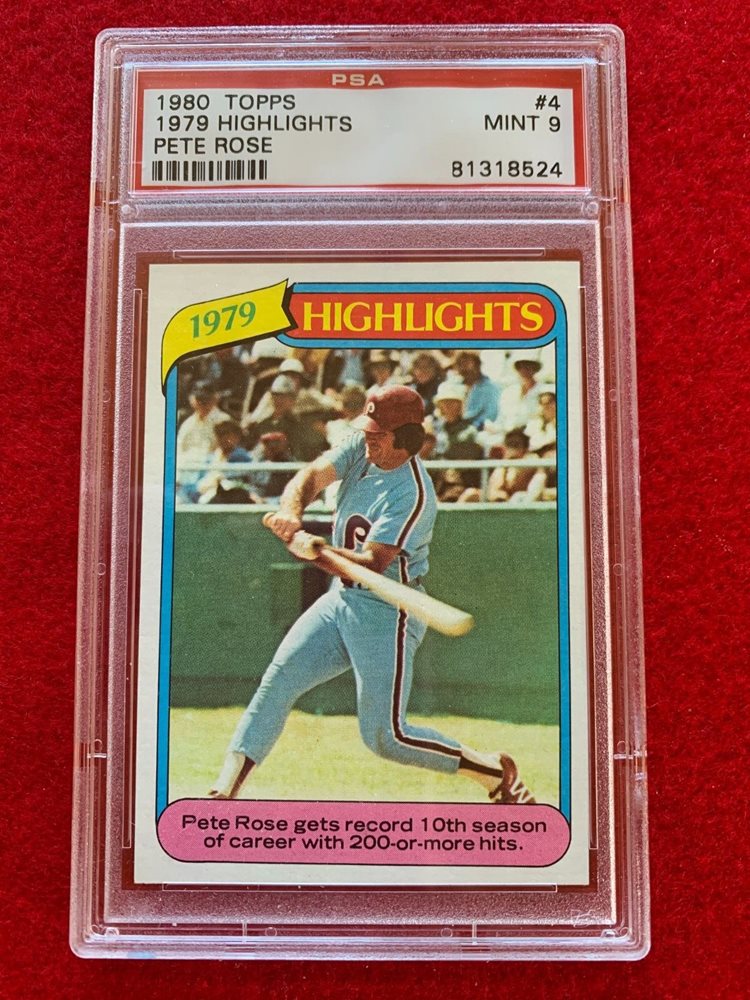 PSA
1980 TOPPS #4
1979 HIGHLIGHTS MINT 9
PETE ROSE
81318524
1979 HIGHLIGHTS
P
P
Pete Rose gets record 10th season
of career with 200-or-more hits.